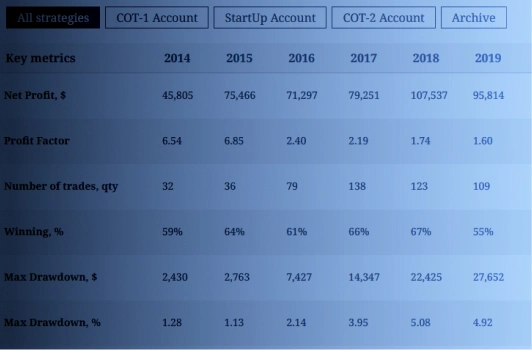 All strategies COT-1 Account StartUp Account COT-2 Account Archive
Key metrics 2014 2015 2016 2017 2018 2019
Net Profit, $ 45,805 75,466 71,297 79,251 107,537 95,814
Profit Factor 6.54 6.85 2.40 2.19 1.74 1.60
Number of trades, qty 32 36 79 138 123 109
Winning, % 59% 64% 61% 66% 67% 55%
Max Drawdown, $ 2,430 2,763 7,427 14,347 22,425 27,652
Max Drawdown, % 1.28 1.13 2.14 3.95 5.08 4.92